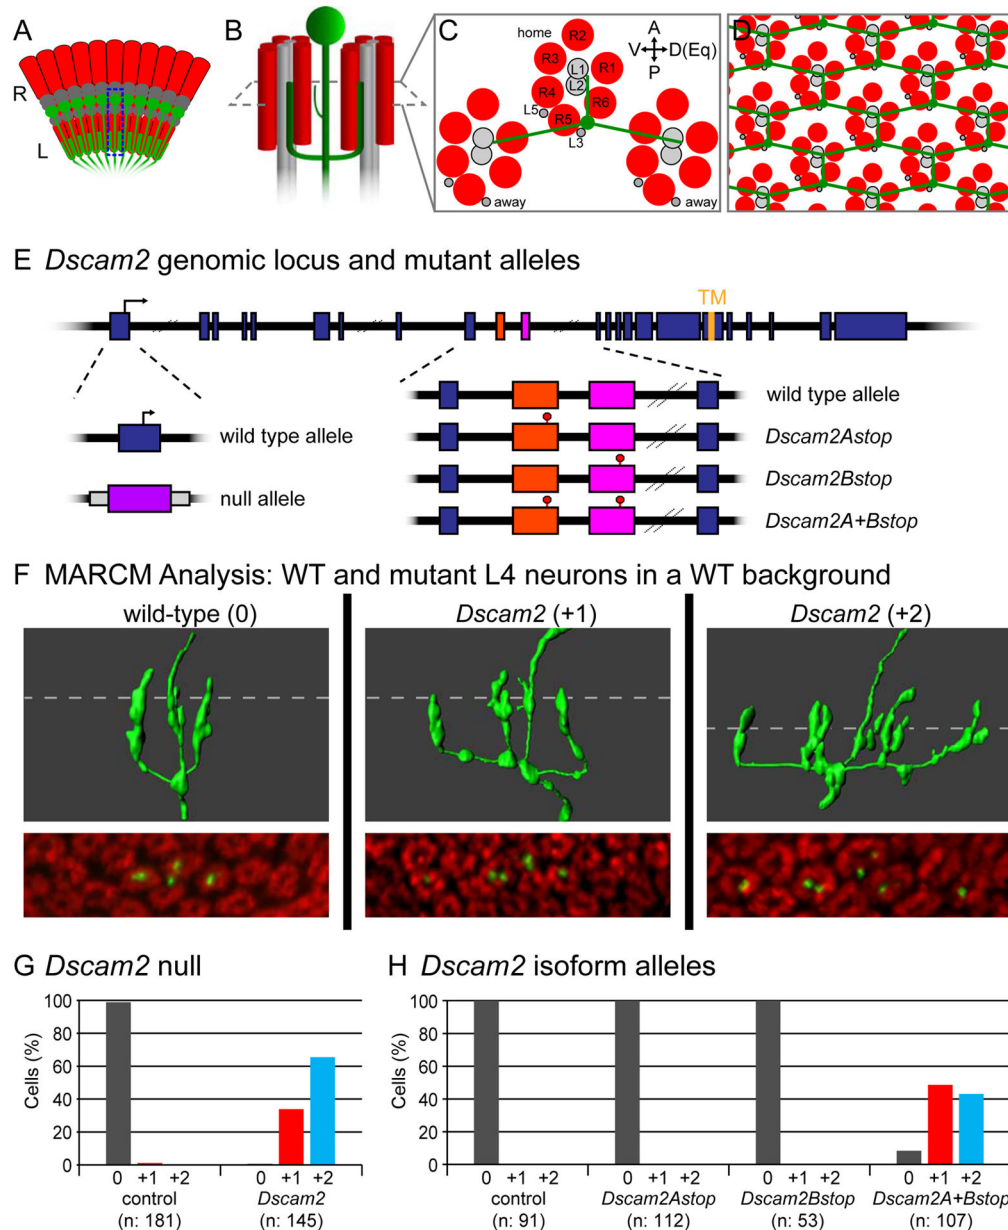 A
R
L
B
C
home
R2
R3
R1
L1
L2
R4
R6
L5
R5
L3
A
V
D(Eq)
P
away
away
D
E Dscam2 genomic locus and mutant alleles
TM
wild type allele
null allele
wild type allele
Dscam2Astop
Dscam2Bstop
Dscam2A+Bstop
F MARCM Analysis: WT and mutant L4 neurons in a WT background
wild-type (0)
Dscam2 (+1)
Dscam2 (+2)
G Dscam2 null
Cells (%)
100
80
60
40
20
0
0 +1 +2 0 +1 +2
control Dscam2
(n: 181) (n: 145)
H Dscam2 isoform alleles
Cells (%)
100
80
60
40
20
0
0 +1 +2 0 +1 +2 0 +1 +2 0 +1 +2
control Dscam2Astop Dscam2Bstop Dscam2A+Bstop
(n: 91) (n: 112) (n: 53) (n: 107)